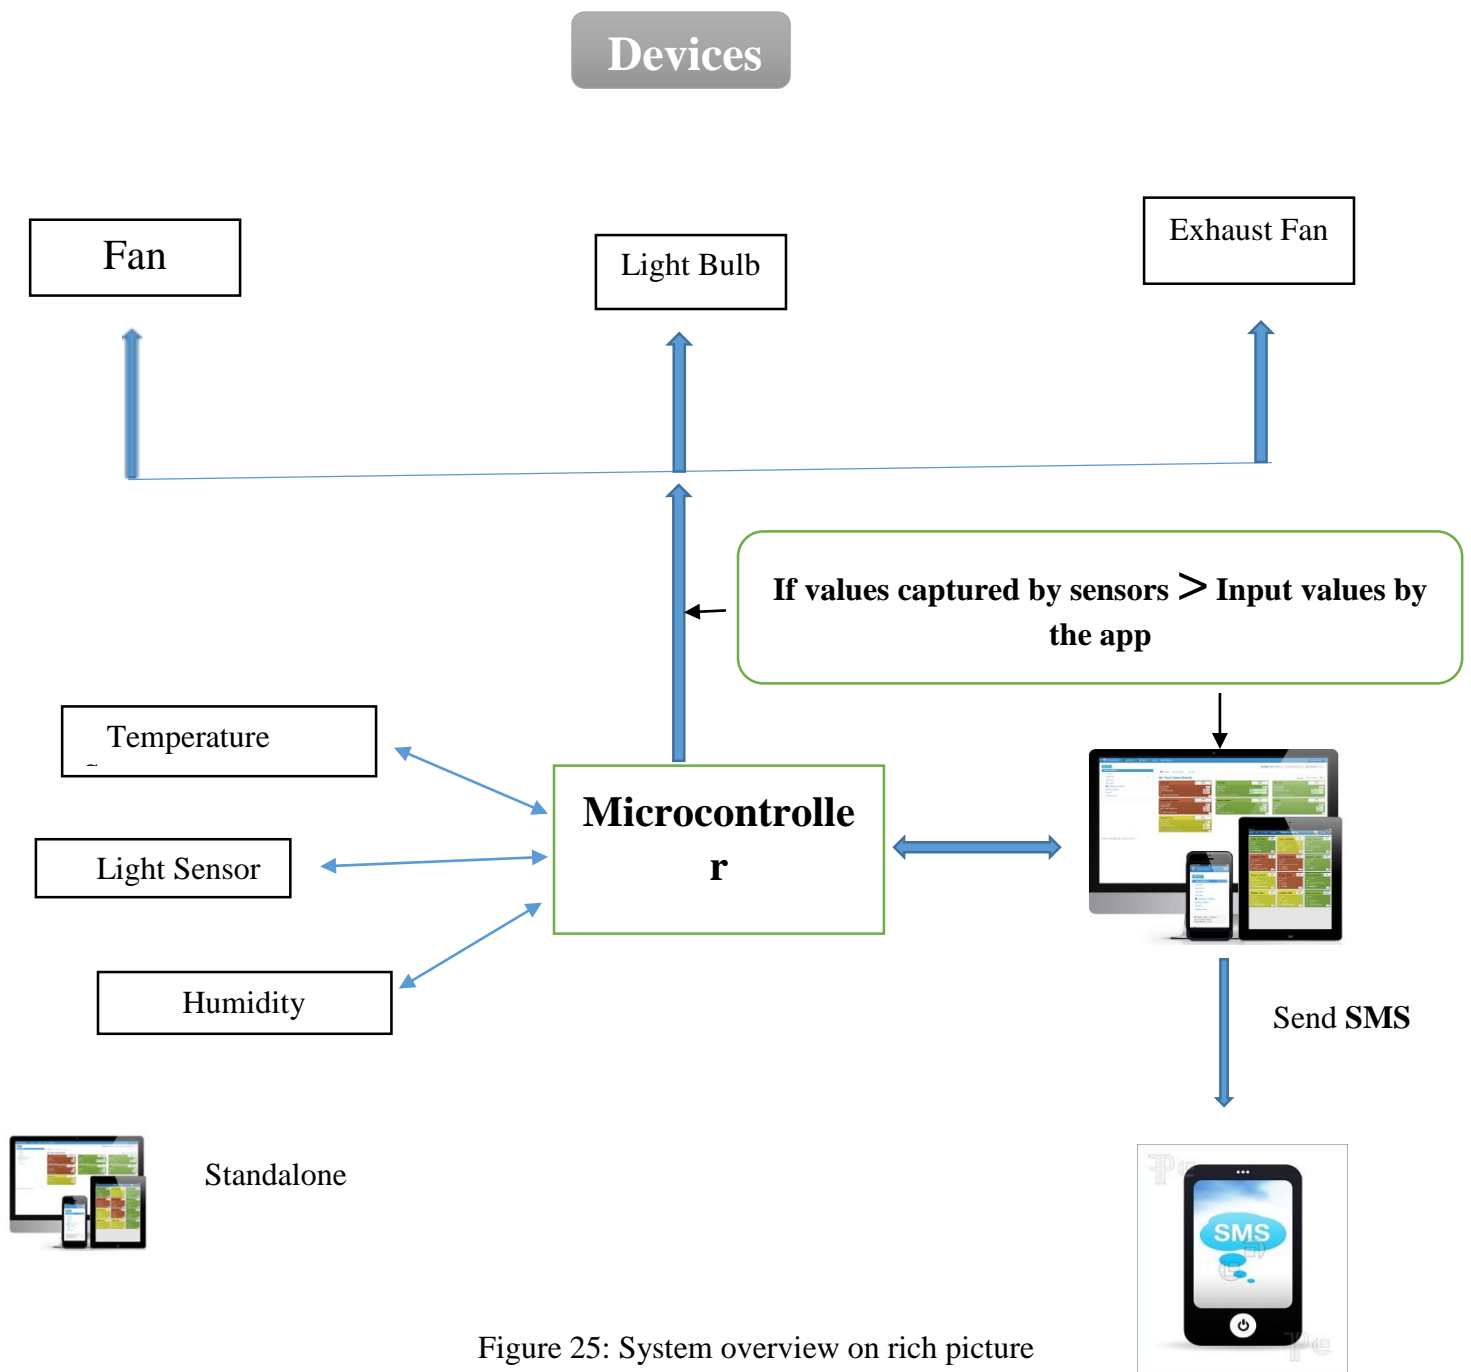 Devices
Fan
Light Bulb
Exhaust Fan
If values captured by sensors > Input values by
the app
Temperature
Microcontrolle
r
Light Sensor
Humidity
Send SMS
Standalone
SMS
Figure 25: System overview on rich picture